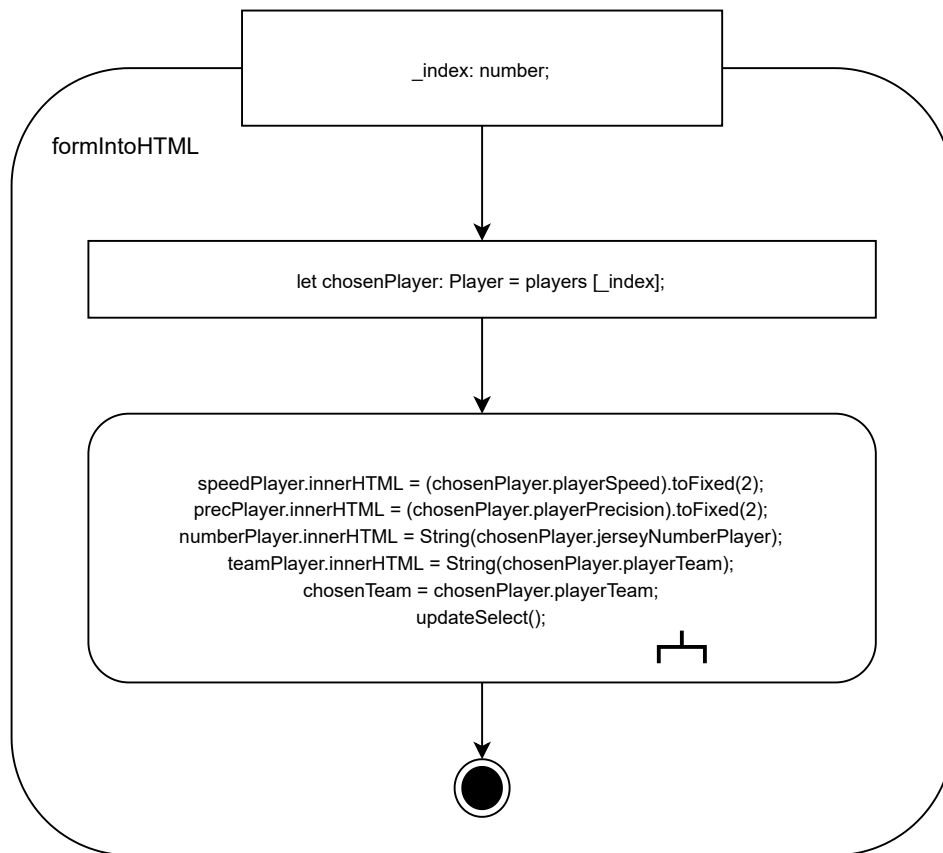 _index: number;
formIntoHTML
let chosenPlayer: Player = players [_index];
speedPlayer.innerHTML = (chosenPlayer.playerSpeed).toFixed(2);
precPlayer.innerHTML = (chosenPlayer.playerPrecision).toFixed(2);
numberPlayer.innerHTML = String(chosenPlayer.jerseyNumberPlayer);
teamPlayer.innerHTML = String(chosenPlayer.playerTeam);
chosenTeam = chosenPlayer.playerTeam;
updateSelect();